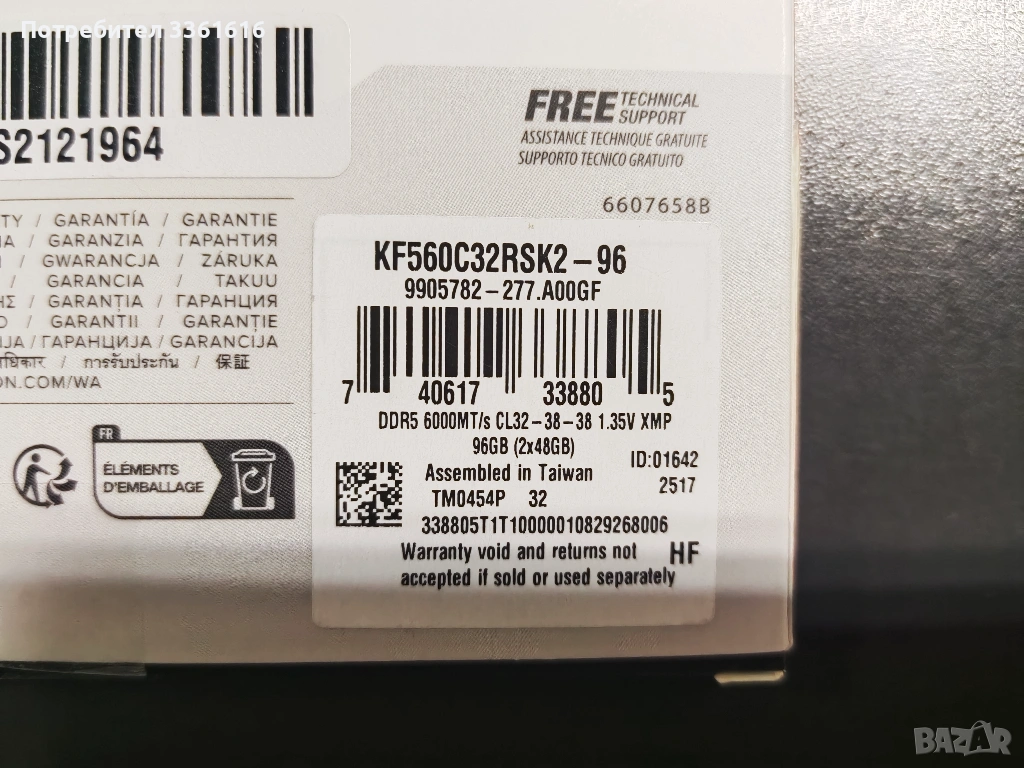 Потребител 3361616
S2121964
FREE TECHNICAL SUPPORT
ASSISTANCE TECHNIQUE GRATUITE
SUPPORTO TECNICO GRATUITO
6607658B
TY / GARANTÍA / GARANTIE
IA / GARANZIA / ГАРАНТИЯ
/ GWARANCJA / ZÁRUKA
/ GARANCIA / TAKUU
ΗΣ / GARANȚIA / ГАРАНЦИЯ
O / GARANTII / GARANȚIE
IJA / ГАРАНЦИЈА / GARANCIJA
/ การรับประกัน / 保証
ON.COM/WA
FR
ÉLÉMENTS
D'EMBALLAGE
KF560C32RSK2-96
9905782-277.A00GF
7 40617 33880 5
DDR5 6000MT/s CL32-38-38 1.35V XMP
96GB (2x48GB)
ID:01642
Assembled in Taiwan
2517
TM0454P 32
338805T1T10000010829268006
Warranty void and returns not
HF
accepted if sold or used separately
BAZAR